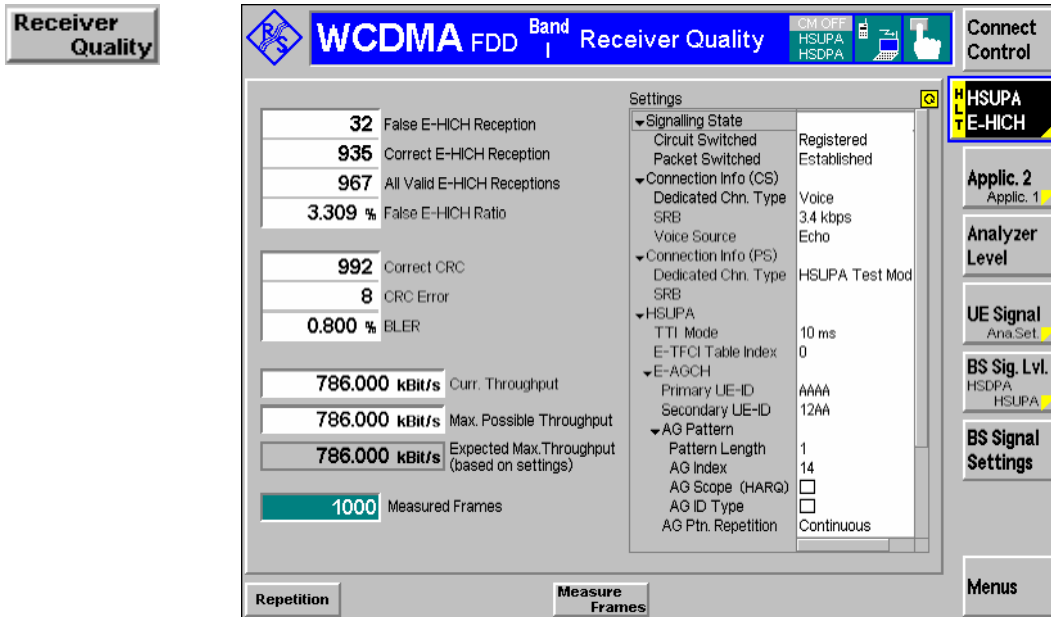 Receiver
Quality
R&S
WCDMA FDD Band I Receiver Quality
CM OFF
HSUPA
HSDPA
Connect
Control
32 False E-HICH Reception
935 Correct E-HICH Reception
967 All Valid E-HICH Receptions
3.309 % False E-HICH Ratio
992 Correct CRC
8 CRC Error
0.800 % BLER
786.000 kBit/s Curr. Throughput
786.000 kBit/s Max. Possible Throughput
786.000 kBit/s Expected Max.Throughput
(based on settings)
1000 Measured Frames
Settings
Signalling State
Circuit Switched Registered
Packet Switched Established
Connection Info (CS)
Dedicated Chn. Type Voice
SRB 3.4 kbps
Voice Source Echo
Connection Info (PS)
Dedicated Chn. Type HSUPA Test Mod
SRB
HSUPA
TTI Mode 10 ms
E-TFCI Table Index 0
E-AGCH
Primary UE-ID AAAA
Secondary UE-ID 12AA
AG Pattern
Pattern Length 1
AG Index 14
AG Scope (HARQ)
AG ID Type
AG Ptn. Repetition Continuous
HLT
HSUPA
E-HICH
Applic. 2
Applic. 1
Analyzer
Level
UE Signal
Ana.Set.
BS Sig. Lvl.
HSDPA
HSUPA
BS Signal
Settings
Menus
Repetition
Measure
Frames